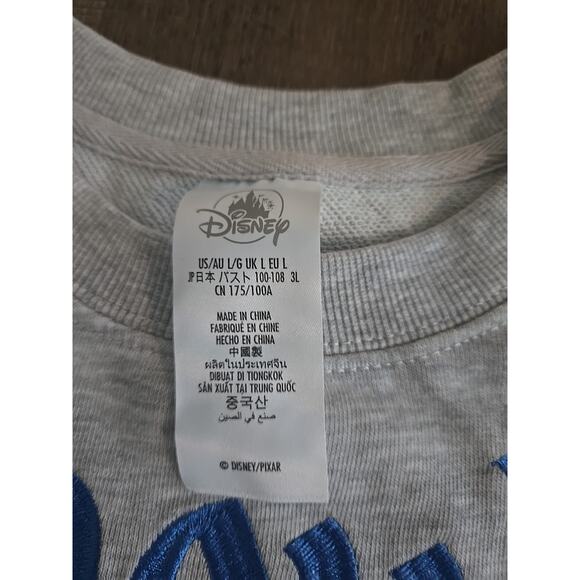 Disney
US/AU L/G UK L EU L
JP日本 バスト 100-108 3L
CN 175/100A
MADE IN CHINA
FABRIQUÉ EN CHINE
HECHO EN CHINA
中國製
ผลิตในประเทศจีน
DIBUAT DI TIONGKOK
SẢN XUẤT TẠI TRUNG QUỐC
중국산
صنع في الصين
© DISNEY/PIXAR